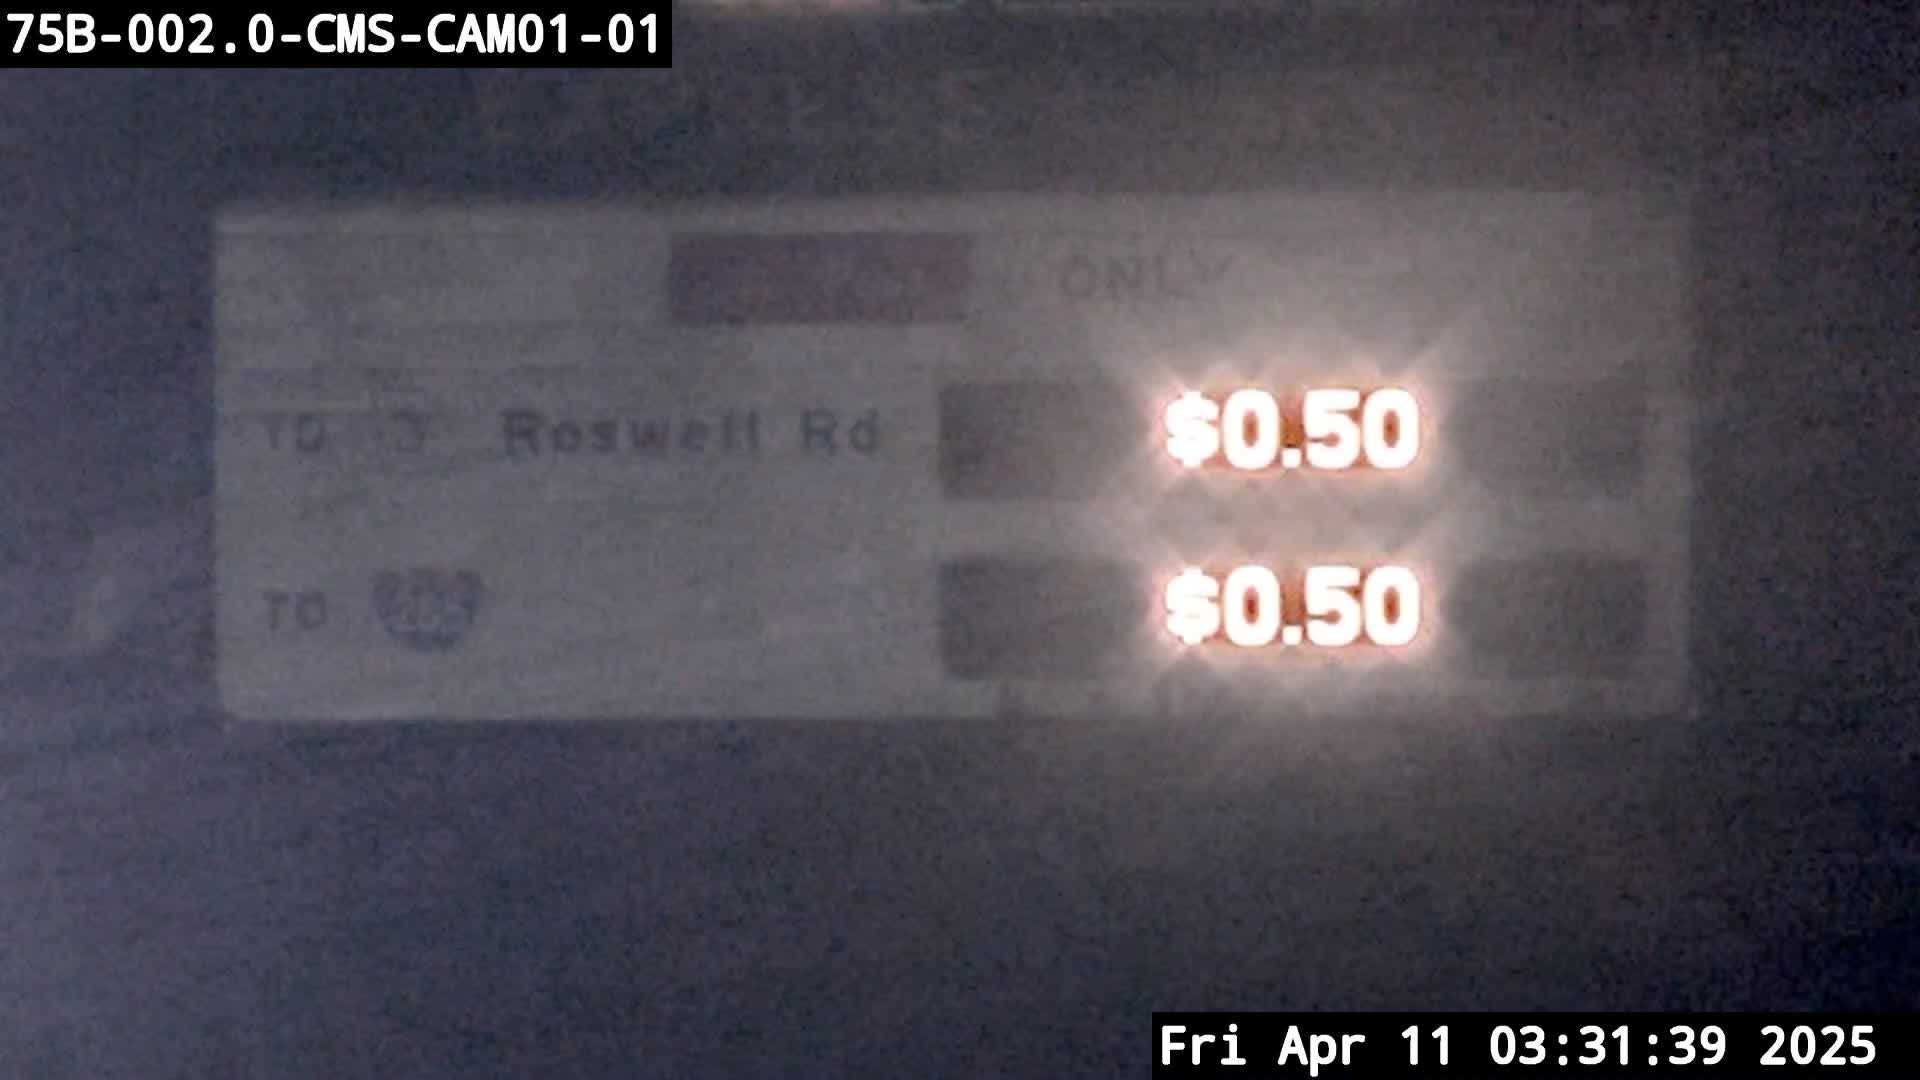 75B-002.0-CMS-CAM01-01
ONLY
TO Roswell Rd $0.50
TO $0.50
Fri Apr 11 03:31:39 2025